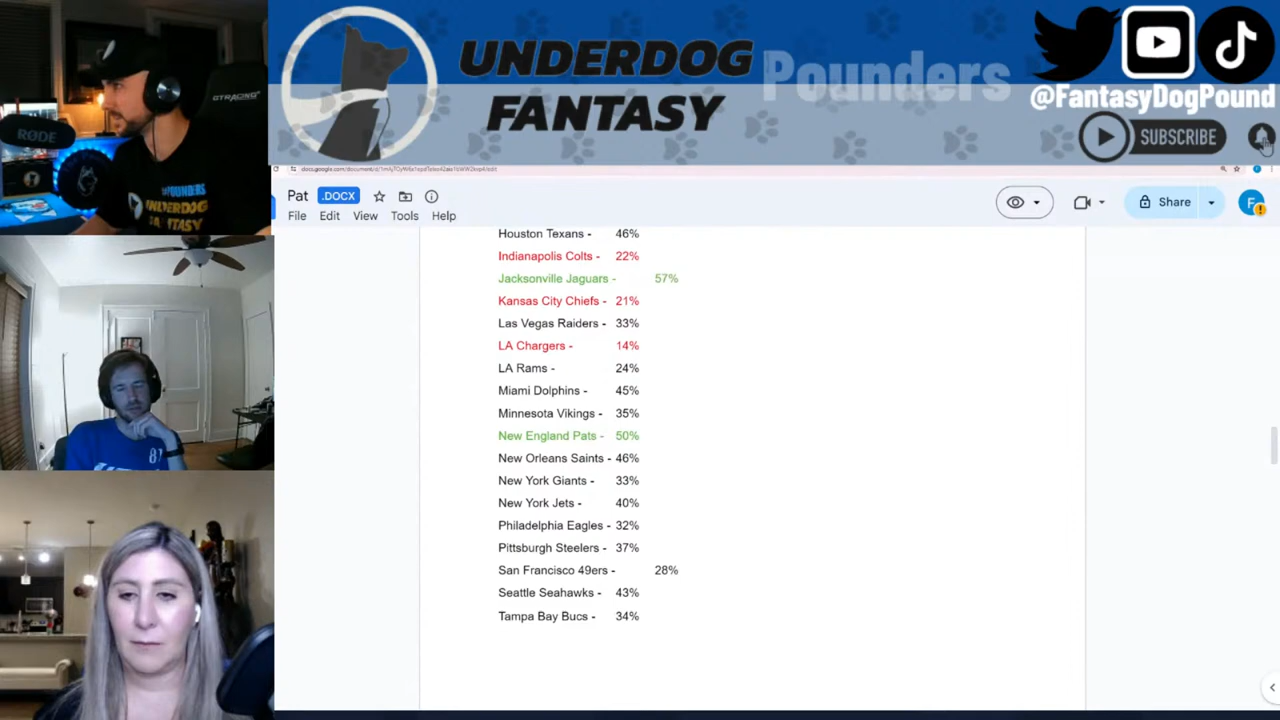 UNDERDOG
FANTASY
Pounders
@FantasyDogPound
SUBSCRIBE
GTRACING
RØDE
POUNDERS
UNDERDOG
FANTASY
87
Pat .DOCX
Share
F
File Edit View Tools Help
Houston Texans - 46%
Indianapolis Colts - 22%
Jacksonville Jaguars - 57%
Kansas City Chiefs - 21%
Las Vegas Raiders - 33%
LA Chargers - 14%
LA Rams - 24%
Miami Dolphins - 45%
Minnesota Vikings - 35%
New England Pats - 50%
New Orleans Saints - 46%
New York Giants - 33%
New York Jets - 40%
Philadelphia Eagles - 32%
Pittsburgh Steelers - 37%
San Francisco 49ers - 28%
Seattle Seahawks - 43%
Tampa Bay Bucs - 34%